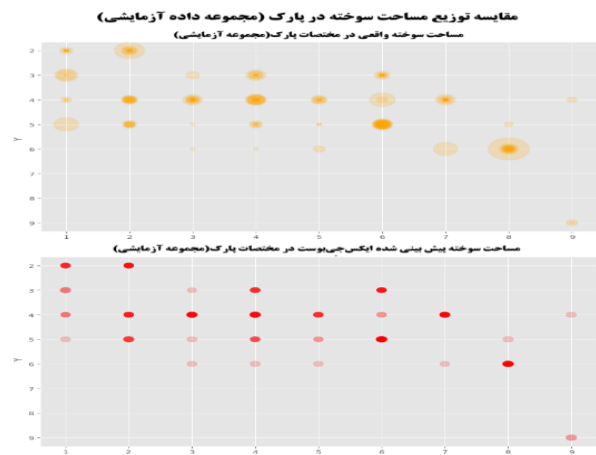 مقایسه توزیع مساحت سوخته در پارک (مجموعه داده آزمایشی)
مساحت سوخته واقعی در مختصات پارک(مجموعه آزمایشی)
2
3
4
5
6
8
9
Y
1 2 3 4 5 6 7 8 9
مساحت سوخته پیش بینی شده ایکس‌جی‌بوست در مختصات پارک(مجموعه آزمایشی)
2
3
4
5
6
8
9
Y
1 2 3 4 5 6 7 8 9